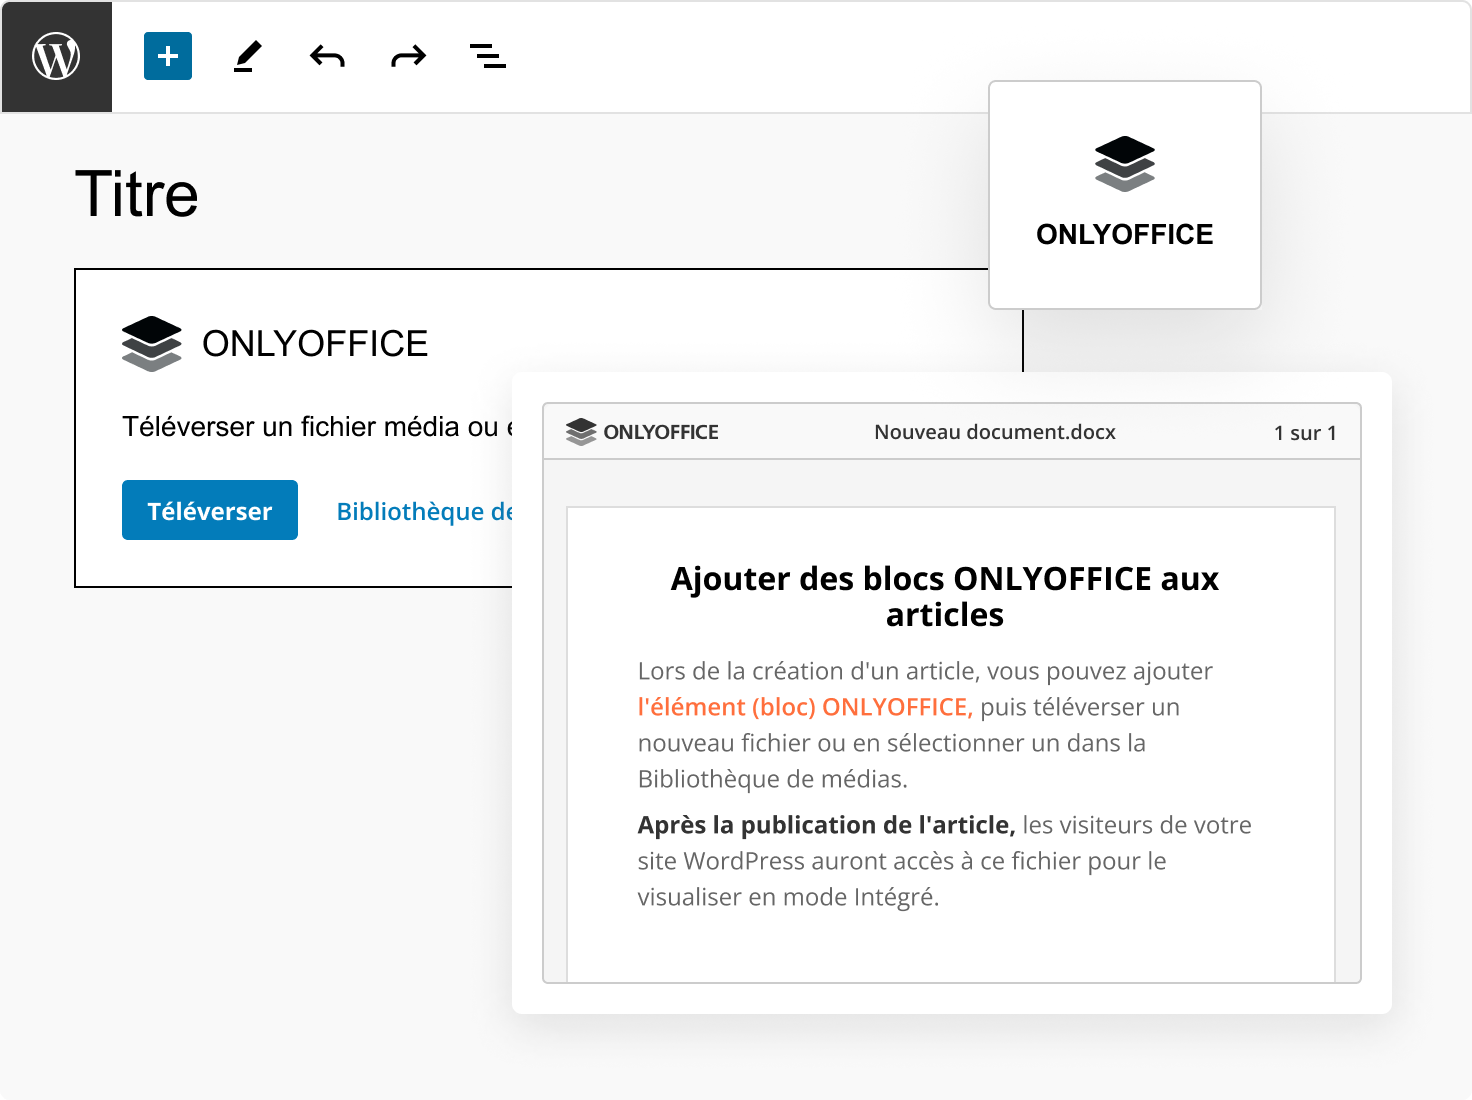 Titre
ONLYOFFICE
ONLYOFFICE
Téléverser un fichier média ou
Téléverser
Bibliothèque de
ONLYOFFICE
Nouveau document.docx
1 sur 1
Ajouter des blocs ONLYOFFICE aux
articles
Lors de la création d'un article, vous pouvez ajouter
l'élément (bloc) ONLYOFFICE, puis téléverser un
nouveau fichier ou en sélectionner un dans la
Bibliothèque de médias.
Après la publication de l'article, les visiteurs de votre
site WordPress auront accès à ce fichier pour le
visualiser en mode Intégré.